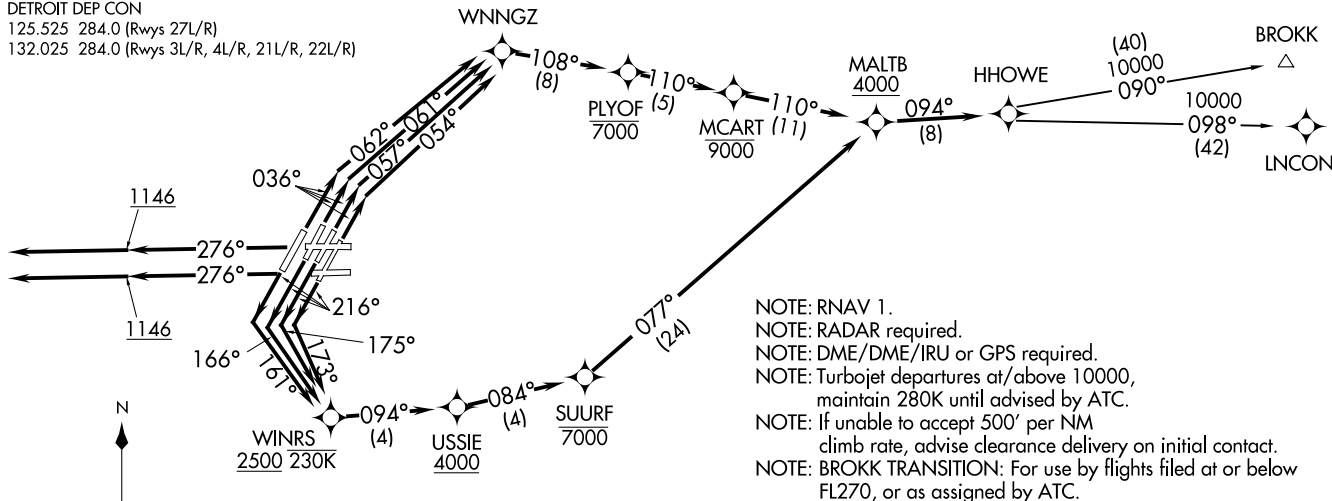 DETROIT DEP CON
125.525 284.0 (Rwys 27L/R)
132.025 284.0 (Rwys 3L/R, 4L/R, 21L/R, 22L/R)
WNNGZ
108°
(8)
PLYOF
7000
110°
(5)
MCART
9000
110°
(11)
MALTB
4000
094°
(8)
HHOWE
(40)
10000
090°
BROKK
10000
098°
(42)
LNCON
062°
061°
057°
054°
036°
1146
276°
276°
1146
216°
166°
161°
175°
173°
N
WINRS
2500 230K
094°
(4)
USSIE
4000
084°
(4)
SUURF
7000
077°
(24)
NOTE: RNAV 1.
NOTE: RADAR required.
NOTE: DME/DME/IRU or GPS required.
NOTE: Turbojet departures at/above 10000,
maintain 280K until advised by ATC.
NOTE: If unable to accept 500' per NM
climb rate, advise clearance delivery on initial contact.
NOTE: BROKK TRANSITION: For use by flights filed at or below
FL270, or as assigned by ATC.